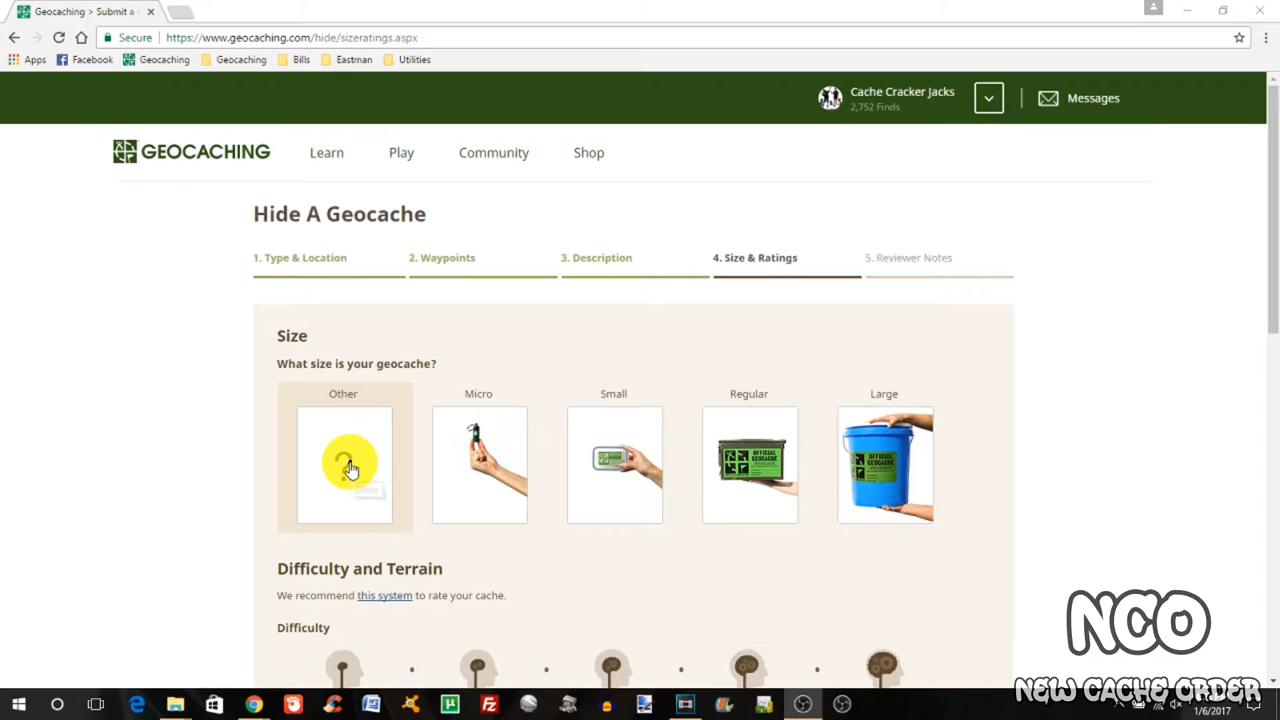 Geocaching > Submit a
Secure https://www.geocaching.com/hide/sizeratings.aspx
Apps Facebook Geocaching Geocaching Bills Eastman Utilities
Cache Cracker Jacks
2,752 Finds
Messages
GEOCACHING Learn Play Community Shop
Hide A Geocache
1. Type & Location 2. Waypoints 3. Description 4. Size & Ratings 5. Reviewer Notes
Size
What size is your geocache?
Other Micro Small Regular Large
OFFICIAL
GEOCACHE
OFFICIAL
GEOCACHE
Difficulty and Terrain
We recommend this system to rate your cache.
Difficulty
NCO
NEW CACHE ORDER
1/6/2017